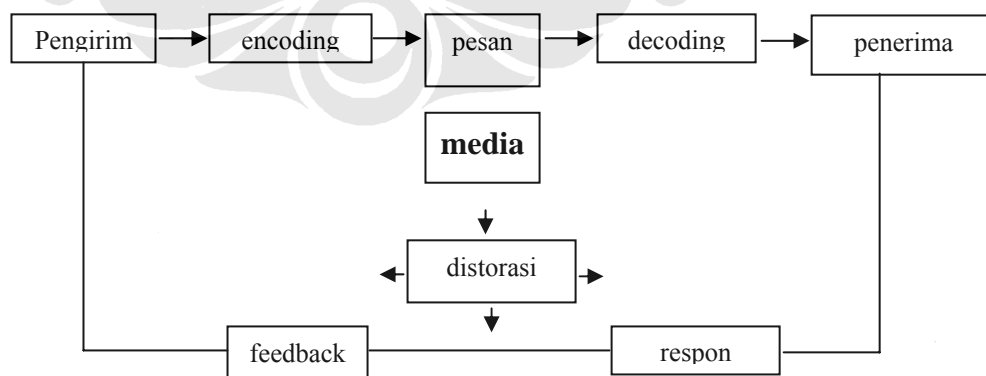 Pengirim
encoding
pesan
decoding
penerima
media
distorasi
feedback
respon